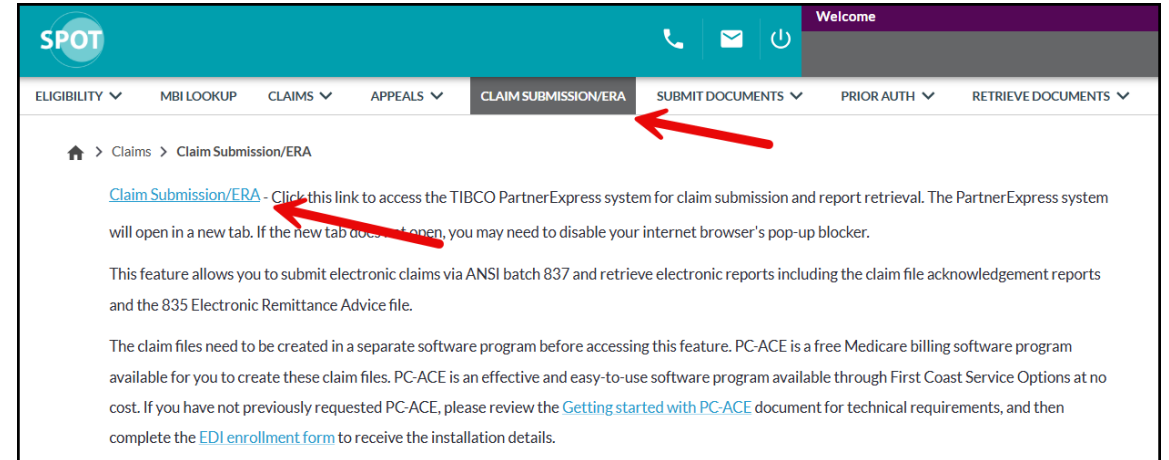 Welcome
SPOT
ELIGIBILITY MBI LOOKUP CLAIMS APPEALS CLAIM SUBMISSION/ERA SUBMIT DOCUMENTS PRIOR AUTH RETRIEVE DOCUMENTS
> Claims > Claim Submission/ERA
Claim Submission/ERA - Click this link to access the TIBCO PartnerExpress system for claim submission and report retrieval. The PartnerExpress system
will open in a new tab. If the new tab does not open, you may need to disable your internet browser's pop-up blocker.
This feature allows you to submit electronic claims via ANSI batch 837 and retrieve electronic reports including the claim file acknowledgement reports
and the 835 Electronic Remittance Advice file.
The claim files need to be created in a separate software program before accessing this feature. PC-ACE is a free Medicare billing software program
available for you to create these claim files. PC-ACE is an effective and easy-to-use software program available through First Coast Service Options at no
cost. If you have not previously requested PC-ACE, please review the Getting started with PC-ACE document for technical requirements, and then
complete the EDI enrollment form to receive the installation details.